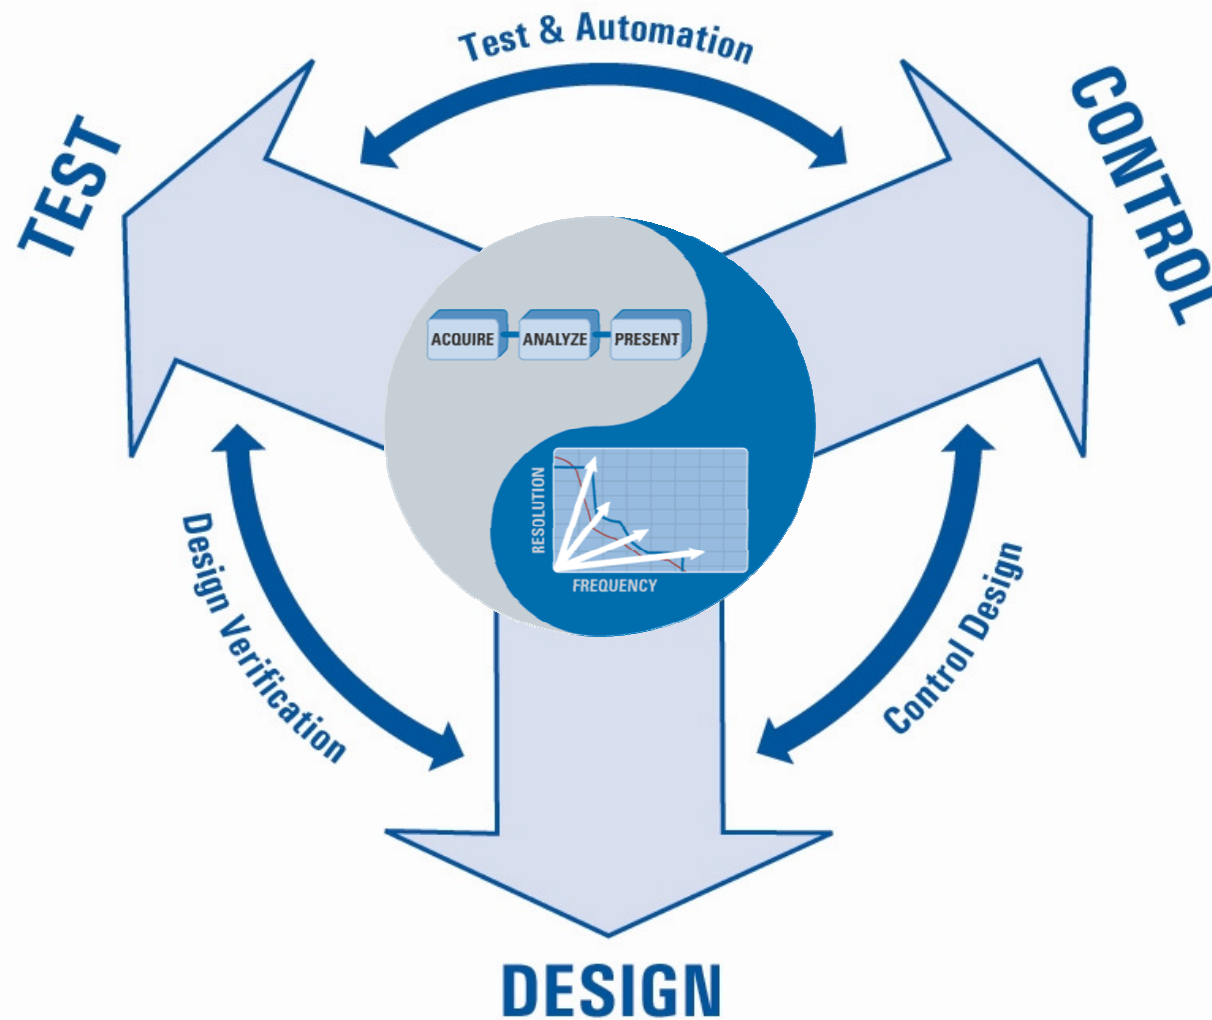 Test & Automation
TEST
CONTROL
ACQUIRE
ANALYZE
PRESENT
RESOLUTION
FREQUENCY
Design Verification
Control Design
DESIGN